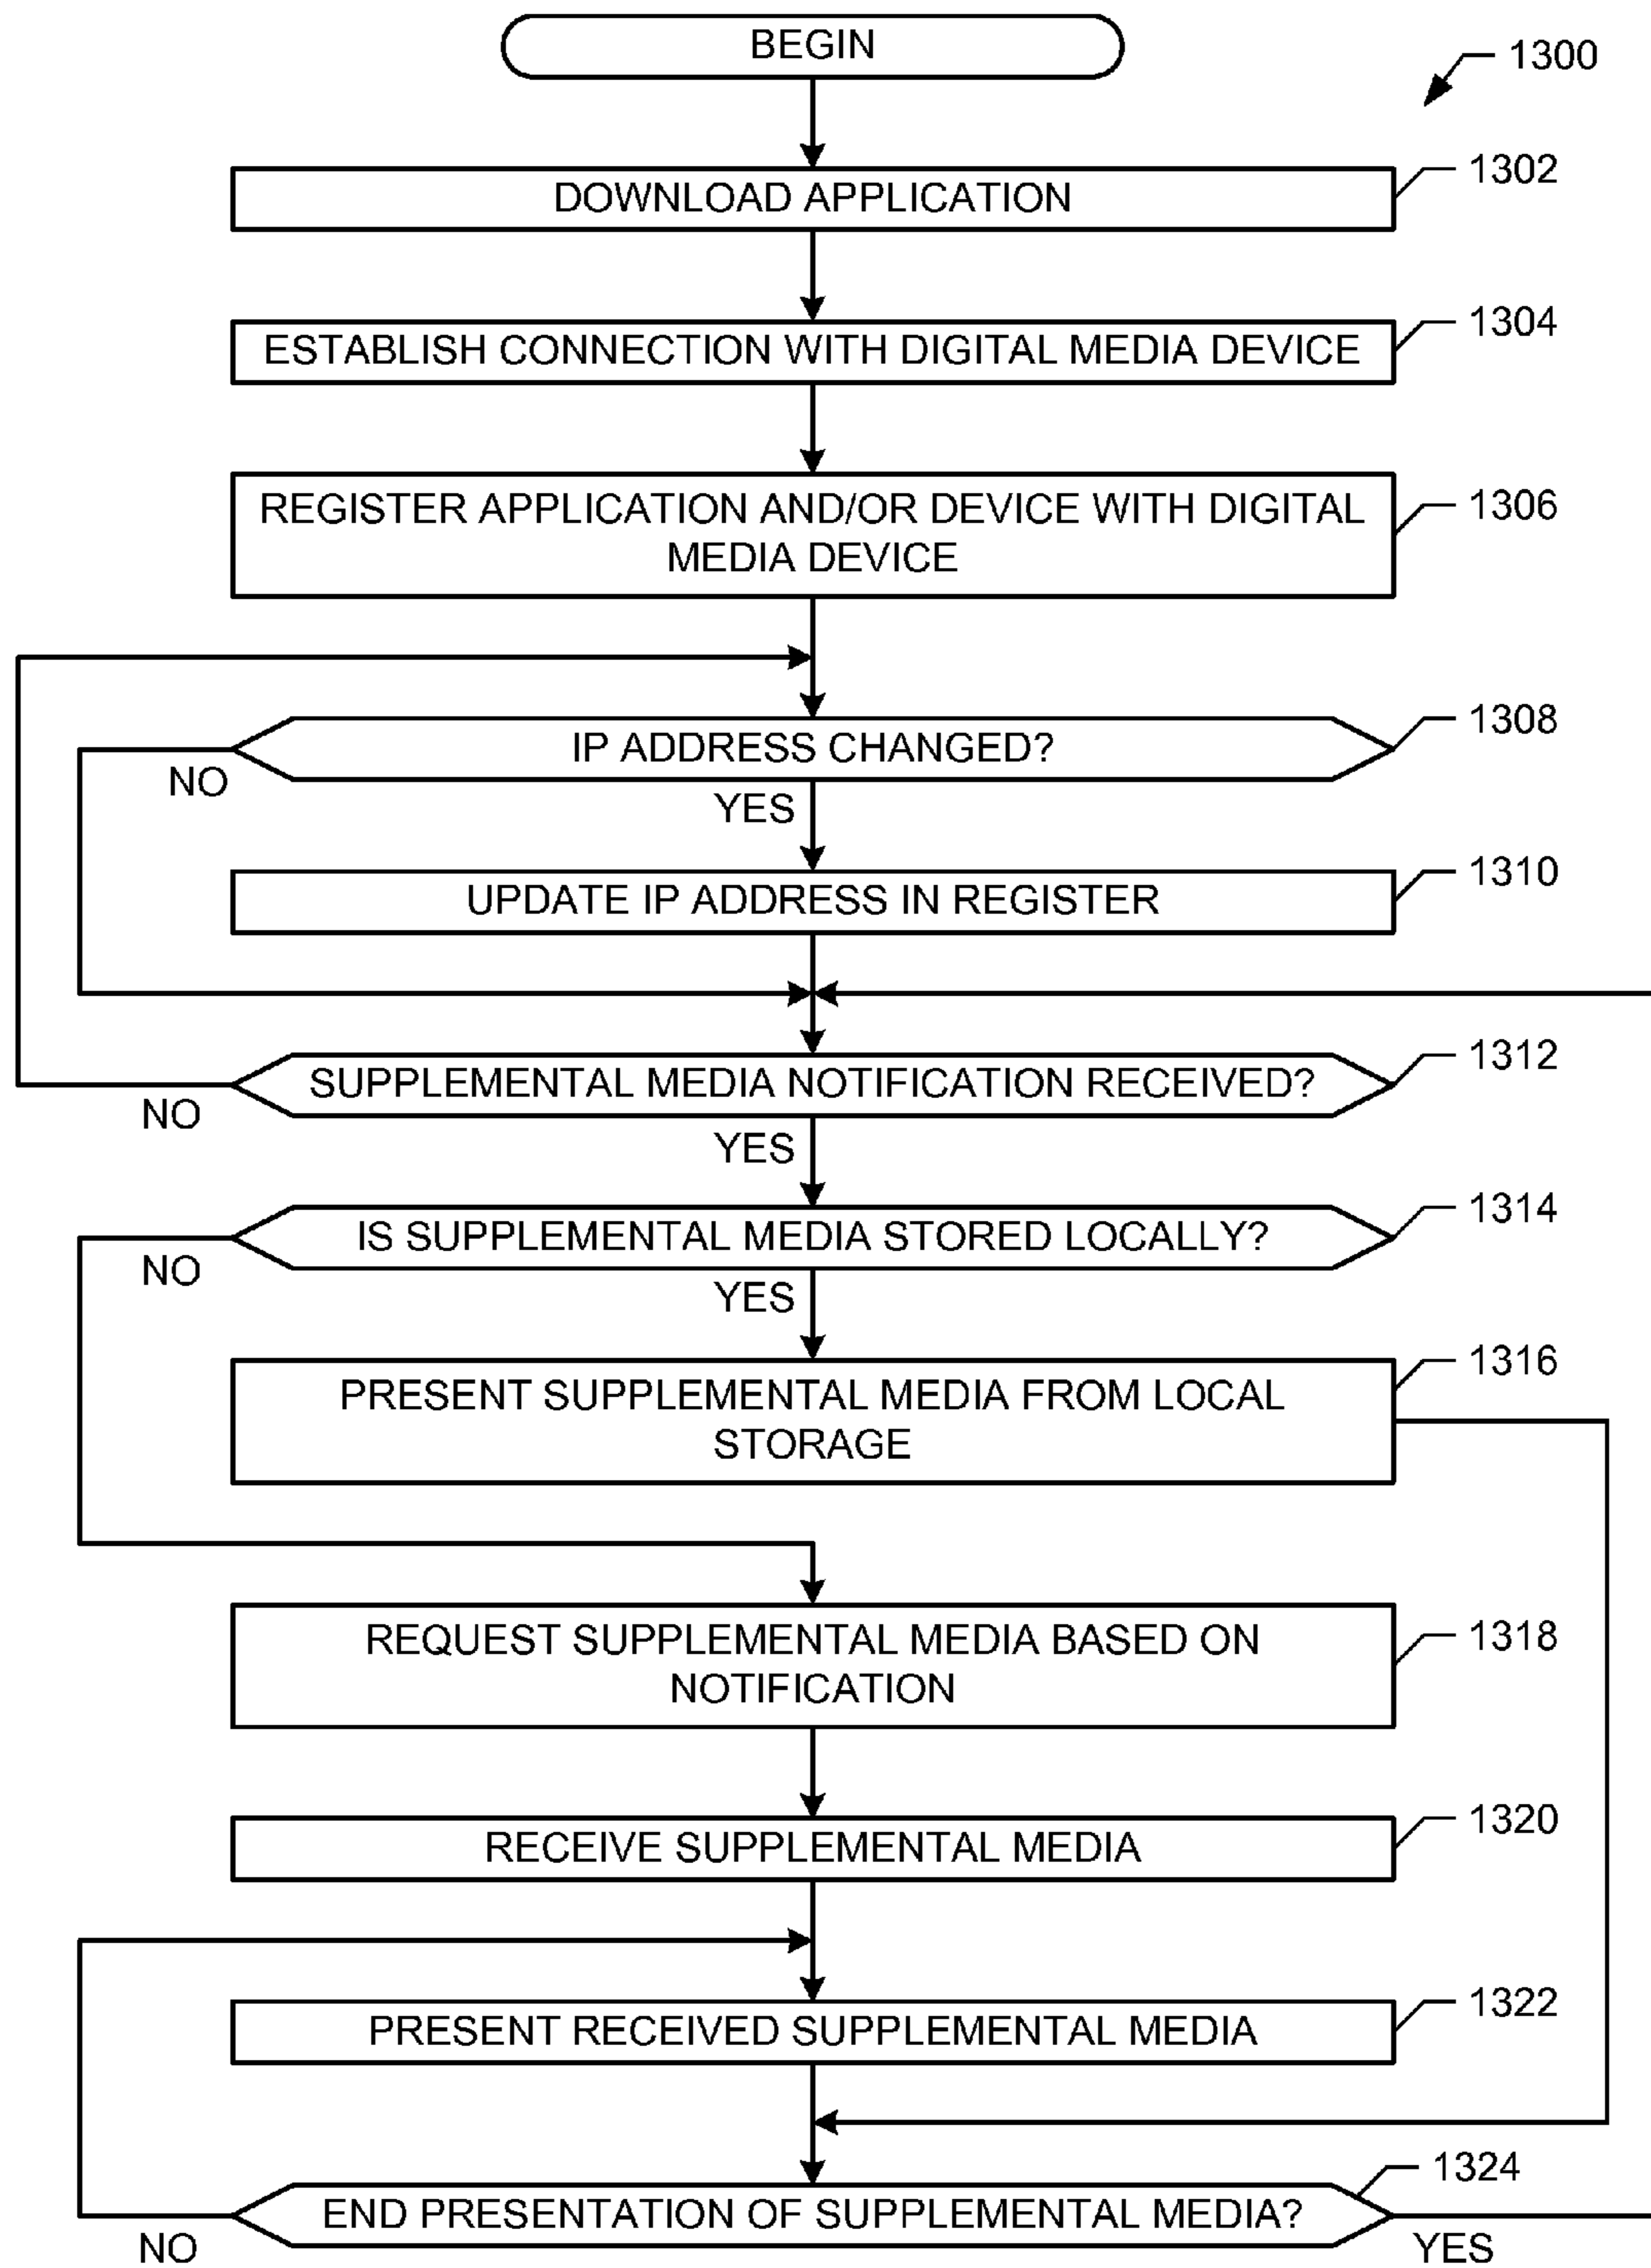 BEGIN
1300
DOWNLOAD APPLICATION
1302
ESTABLISH CONNECTION WITH DIGITAL MEDIA DEVICE
1304
REGISTER APPLICATION AND/OR DEVICE WITH DIGITAL
MEDIA DEVICE
1306
IP ADDRESS CHANGED?
1308
NO
YES
UPDATE IP ADDRESS IN REGISTER
1310
SUPPLEMENTAL MEDIA NOTIFICATION RECEIVED?
1312
NO
YES
IS SUPPLEMENTAL MEDIA STORED LOCALLY?
1314
NO
YES
PRESENT SUPPLEMENTAL MEDIA FROM LOCAL
STORAGE
1316
REQUEST SUPPLEMENTAL MEDIA BASED ON
NOTIFICATION
1318
RECEIVE SUPPLEMENTAL MEDIA
1320
PRESENT RECEIVED SUPPLEMENTAL MEDIA
1322
END PRESENTATION OF SUPPLEMENTAL MEDIA?
1324
NO
YES